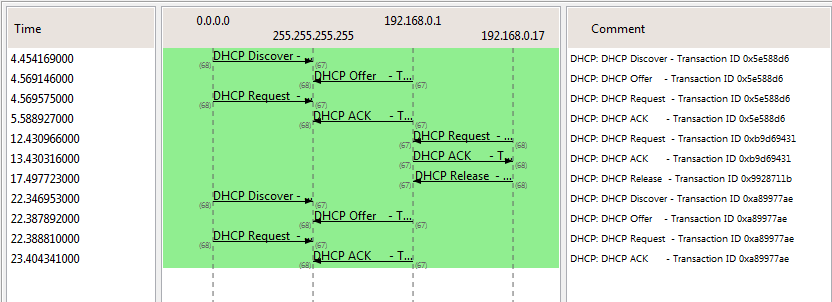 Time 0.0.0.0 192.168.0.1 Comment
255.255.255.255 192.168.0.17
4.454169000 DHCP Discover - ... DHCP: DHCP Discover - Transaction ID 0x5e588d6
(68) (67)
4.569146000 DHCP Offer - T... DHCP: DHCP Offer - Transaction ID 0x5e588d6
(68) (67)
4.569575000 DHCP Request - ... DHCP: DHCP Request - Transaction ID 0x5e588d6
(68) (67)
5.588927000 DHCP ACK - T... DHCP: DHCP ACK - Transaction ID 0x5e588d6
(68) (67)
12.430966000 DHCP Request - ... DHCP: DHCP Request - Transaction ID 0xb9d69431
(67) (68)
13.430316000 DHCP ACK - T... DHCP: DHCP ACK - Transaction ID 0xb9d69431
(67) (68)
17.497723000 DHCP Release - ... DHCP: DHCP Release - Transaction ID 0x9928711b
(67) (68)
22.346953000 DHCP Discover - ... DHCP: DHCP Discover - Transaction ID 0xa89977ae
(68) (67)
22.387892000 DHCP Offer - T... DHCP: DHCP Offer - Transaction ID 0xa89977ae
(68) (67)
22.388810000 DHCP Request - ... DHCP: DHCP Request - Transaction ID 0xa89977ae
(68) (67)
23.404341000 DHCP ACK - T... DHCP: DHCP ACK - Transaction ID 0xa89977ae
(68) (67)